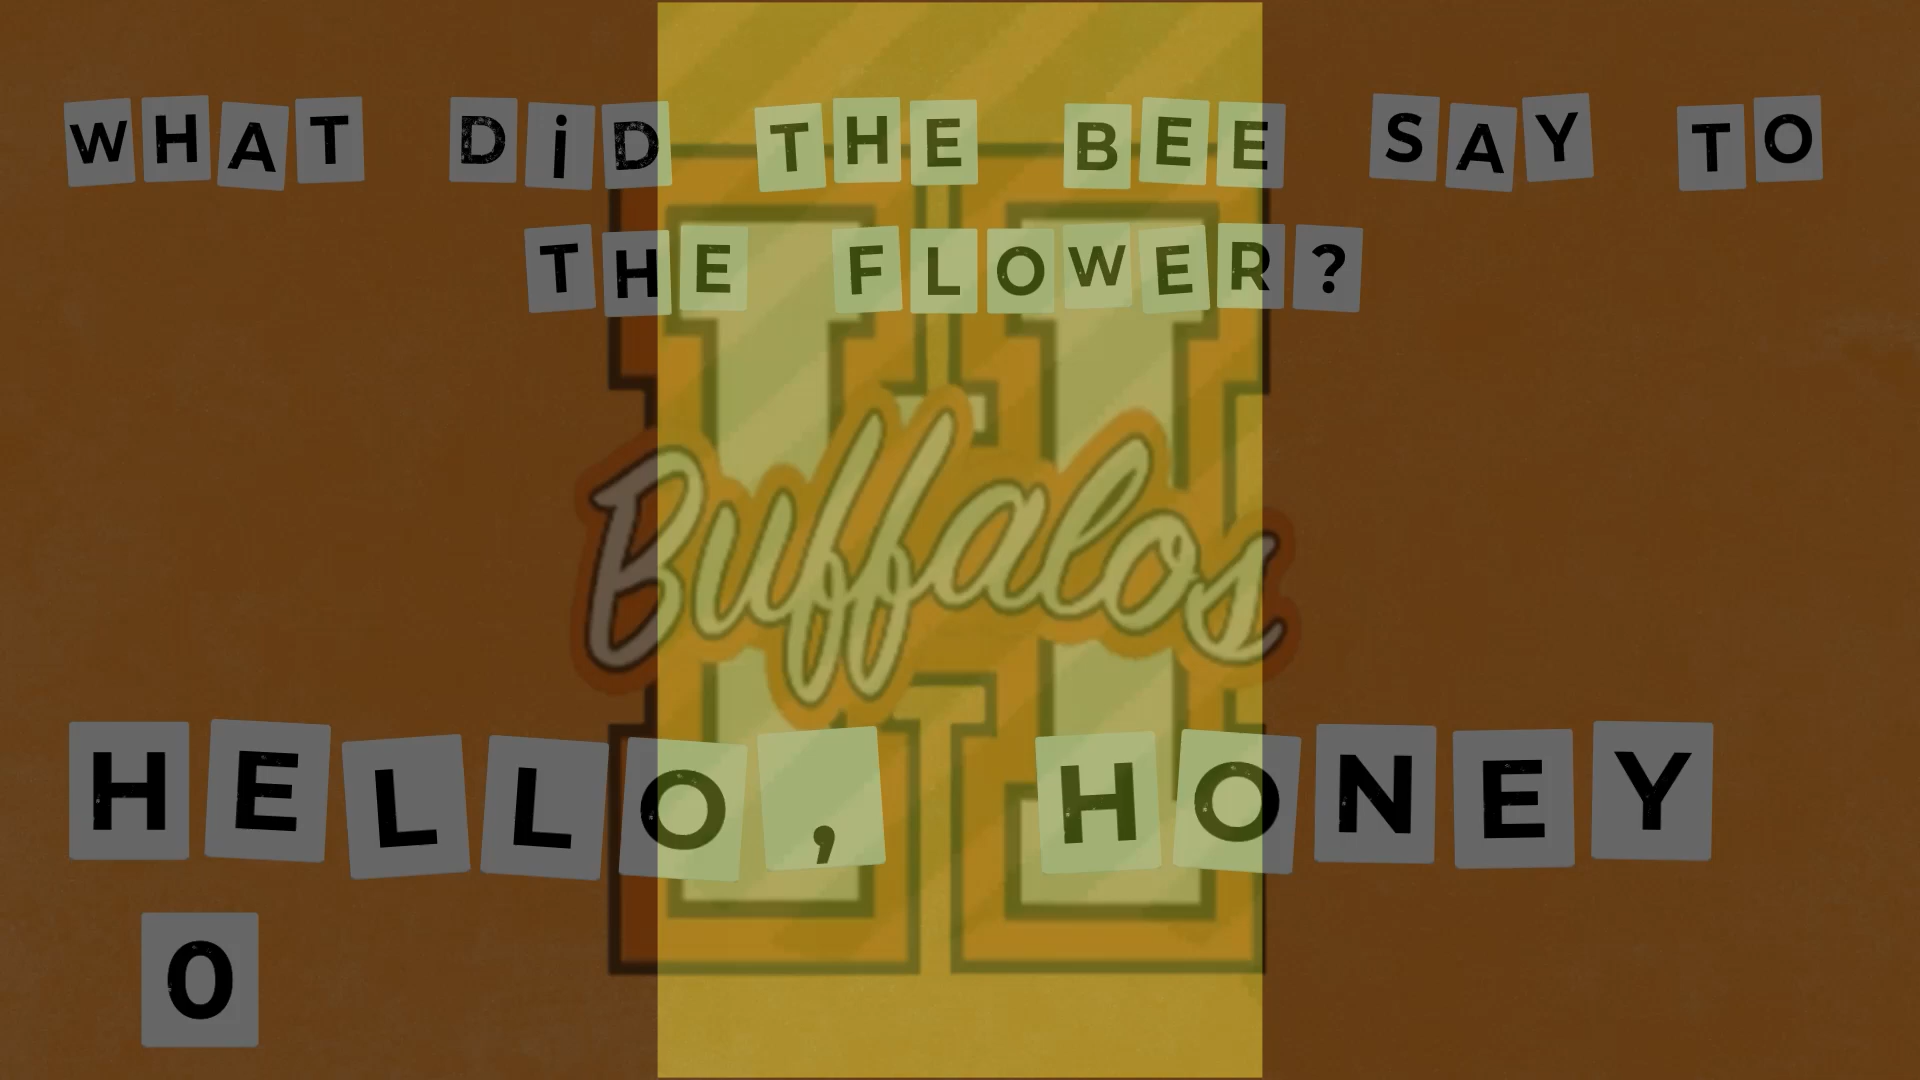 WHAT DiD THE BEE SAY TO
THE FLOWER?
Buffalos
HELLO, HONEY
0